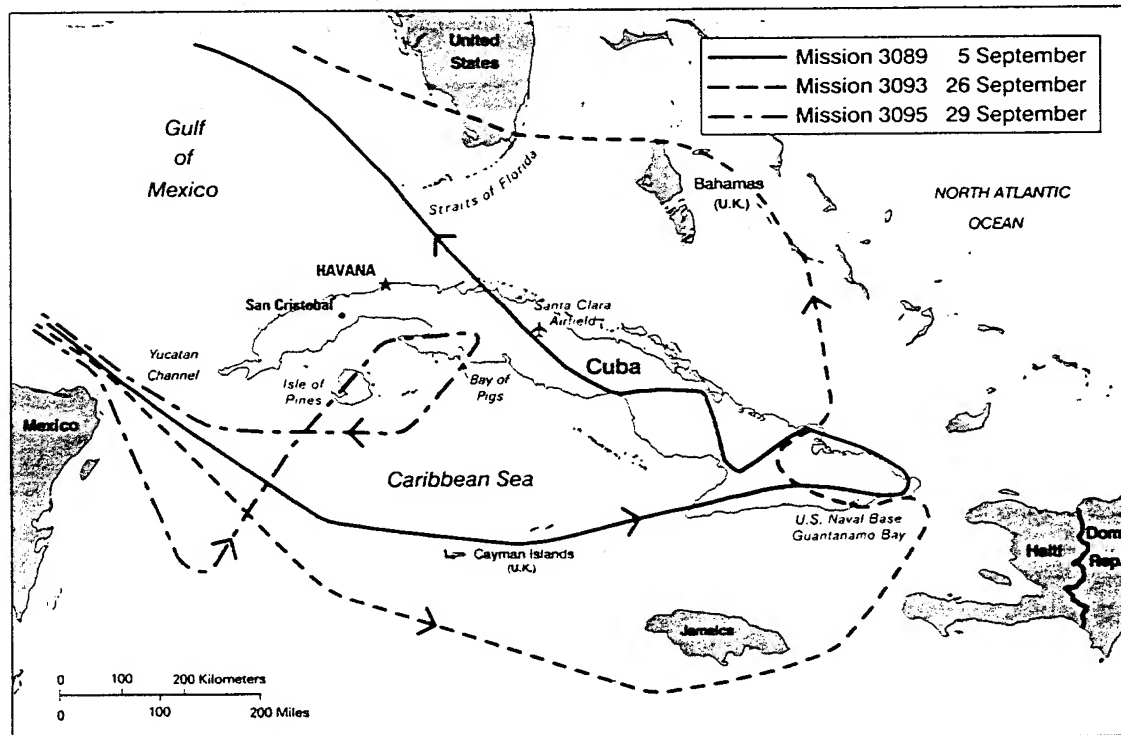 United
States
Mission 3089 5 September
Mission 3093 26 September
Mission 3095 29 September
Gulf
of
Mexico
Straits of Florida
Bahamas
(U.K.)
NORTH ATLANTIC
OCEAN
HAVANA
San Cristobal
Santa Clara
Airfield
Yucatan
Channel
Isle of
Pines
Bay of
Pigs
Cuba
Mexico
Caribbean Sea
U.S. Naval Base
Guantanamo Bay
Cayman Islands
(U.K.)
Haiti
Dom
Rep.
Jamaica
0 100 200 Kilometers
0 100 200 Miles